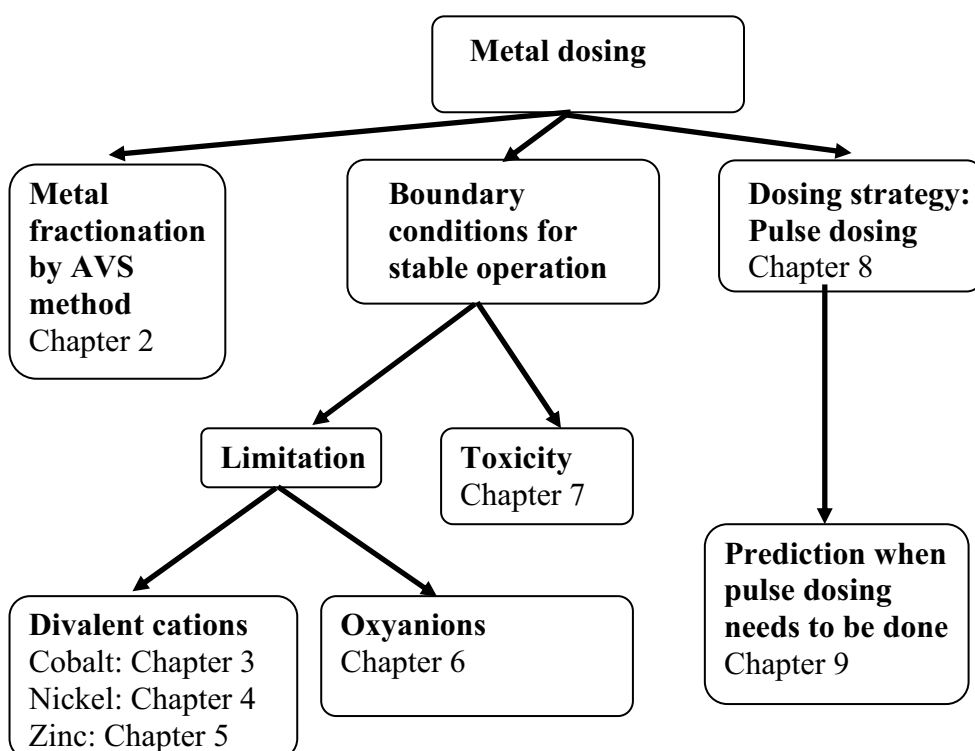 Metal dosing
Metal
fractionation
by AVS
method
Chapter 2
Boundary
conditions for
stable operation
Dosing strategy:
Pulse dosing
Chapter 8
Limitation
Toxicity
Chapter 7
Prediction when
pulse dosing
needs to be done
Chapter 9
Divalent cations
Cobalt: Chapter 3
Nickel: Chapter 4
Zinc: Chapter 5
Oxyanions
Chapter 6